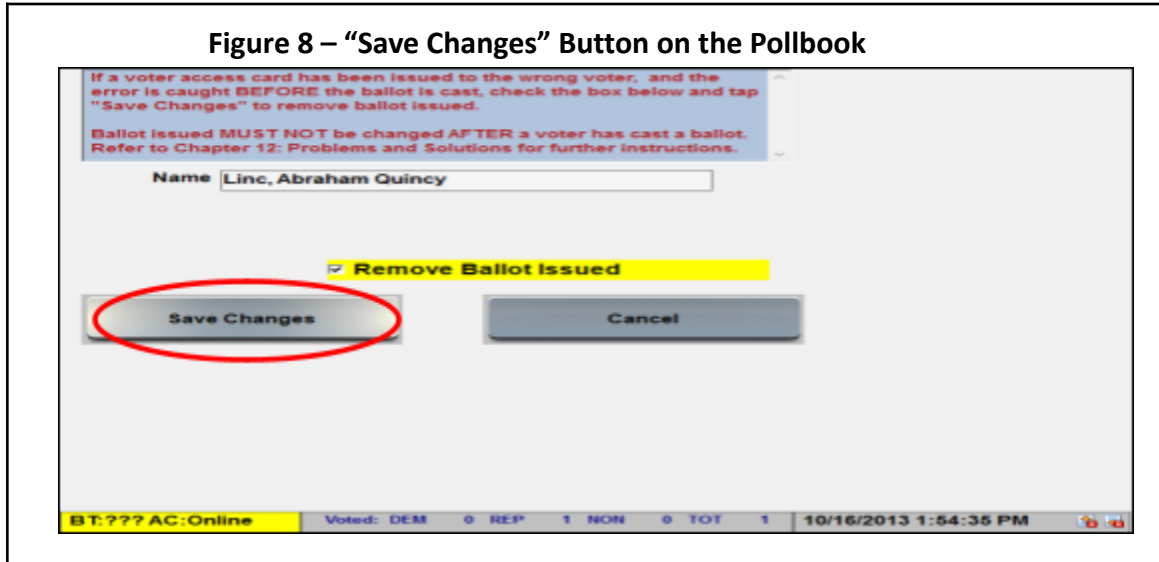 Figure 8 – “Save Changes” Button on the Pollbook
If a voter access card has been issued to the wrong voter, and the
error is caught BEFORE the ballot is cast, check the box below and tap
"Save Changes" to remove ballot issued.
Ballot issued MUST NOT be changed AFTER a voter has cast a ballot.
Refer to Chapter 12: Problems and Solutions for further instructions.
Name Linc, Abraham Quincy
Remove Ballot Issued
Save Changes Cancel
BT:??? AC:Online Voted: DEM 0 REP 1 NON 0 TOT 1 10/16/2013 1:54:35 PM